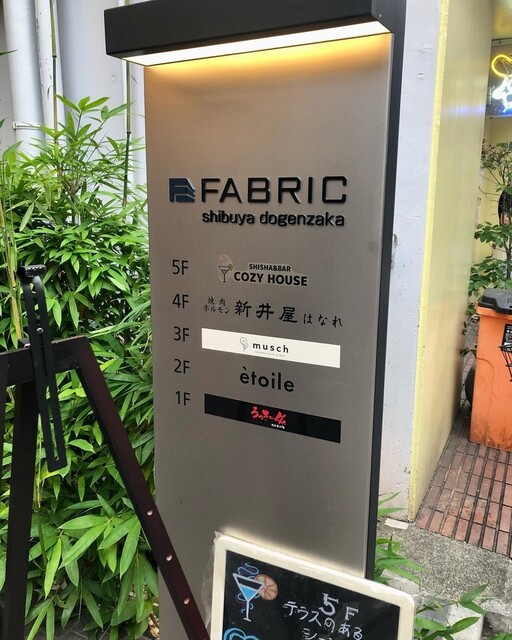 FABRIC
shibuya dogenzaka
5F SHISHA&BAR
COZY HOUSE
4F 焼肉
ホルモン 新井屋はなれ
3F musch
2F ètoile
1F
5F
テラスのある